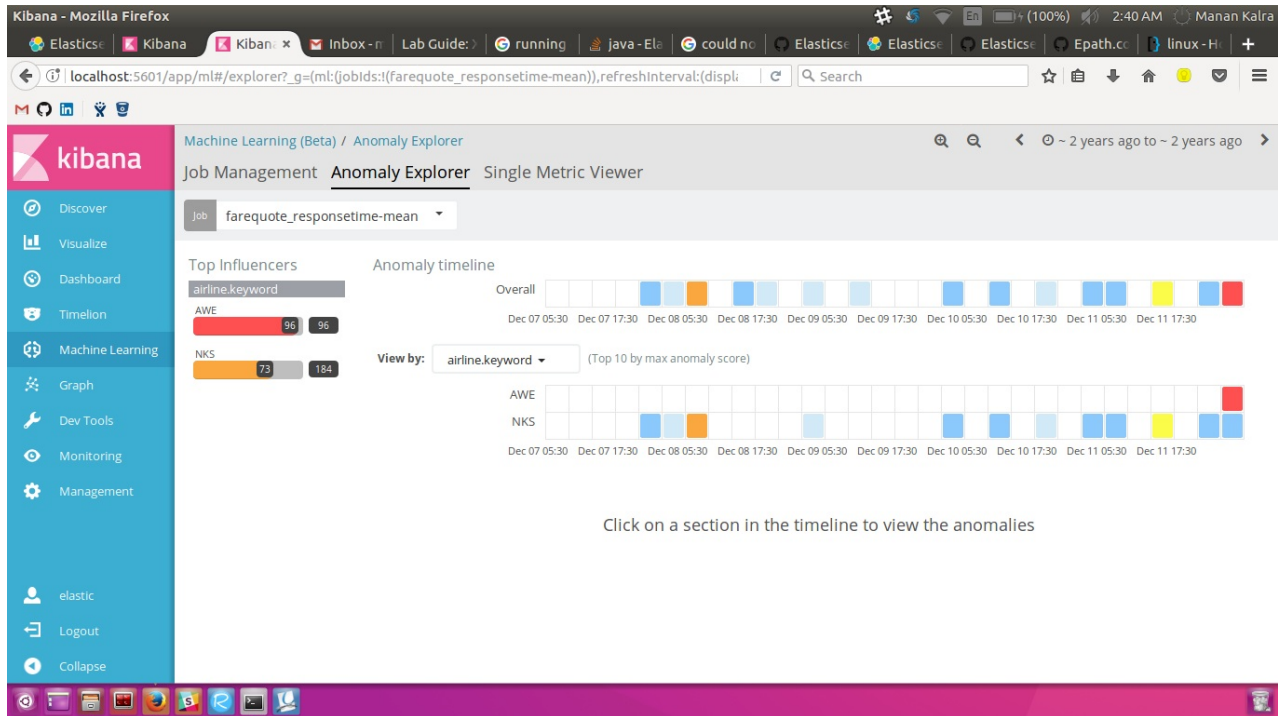 Kibana - Mozilla Firefox En (100%) 2:40 AM Manan Kalra
Elasticse Kibana Kibana × Inbox - n Lab Guide: running java - Ela could no Elasticse Elasticse Elasticse Epath.co linux - Ho +
localhost:5601/app/ml#/explorer?_g=(ml:(jobIds:!(farequote_responsetime-mean)),refreshInterval:(displa Search
kibana
Machine Learning (Beta) / Anomaly Explorer ~ 2 years ago to ~ 2 years ago
Job Management Anomaly Explorer Single Metric Viewer
Discover
Visualize
Dashboard
Timelion
Machine Learning
Graph
Dev Tools
Monitoring
Management
elastic
Logout
Collapse
Job farequote_responsetime-mean
Top Influencers
airline.keyword
AWE
96 96
NKS
73 184
Anomaly timeline
Overall
Dec 07 05:30 Dec 07 17:30 Dec 08 05:30 Dec 08 17:30 Dec 09 05:30 Dec 09 17:30 Dec 10 05:30 Dec 10 17:30 Dec 11 05:30 Dec 11 17:30
View by: airline.keyword (Top 10 by max anomaly score)
AWE
NKS
Dec 07 05:30 Dec 07 17:30 Dec 08 05:30 Dec 08 17:30 Dec 09 05:30 Dec 09 17:30 Dec 10 05:30 Dec 10 17:30 Dec 11 05:30 Dec 11 17:30
Click on a section in the timeline to view the anomalies